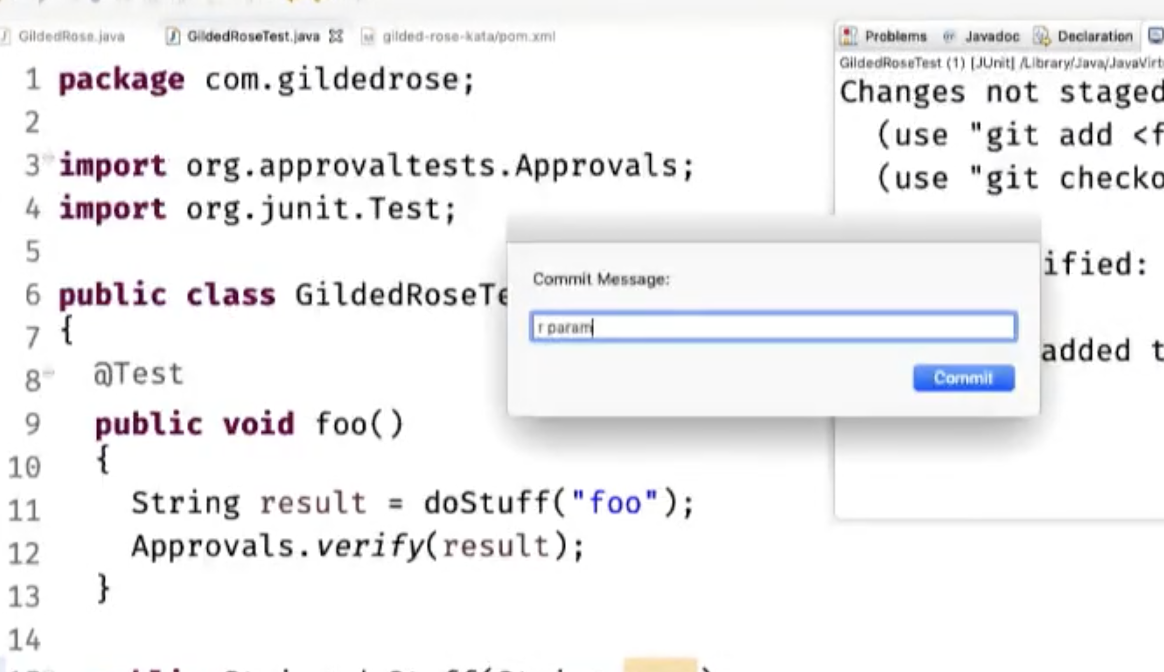 GildedRose.java GildedRoseTest.java gilded-rose-kata/pom.xml
1 package com.gildedrose;
2
3 import org.approvaltests.Approvals;
4 import org.junit.Test;
5
6 public class GildedRoseTe
7 {
8 @Test
9 public void foo()
10 {
11 String result = doStuff("foo");
12 Approvals.verify(result);
13 }
14
Commit Message:
r param
Commit
Problems Javadoc Declaration
GildedRoseTest (1) [JUnit] /Library/Java/JavaVirt
Changes not staged
(use "git add <f
(use "git checko
ified:
added t